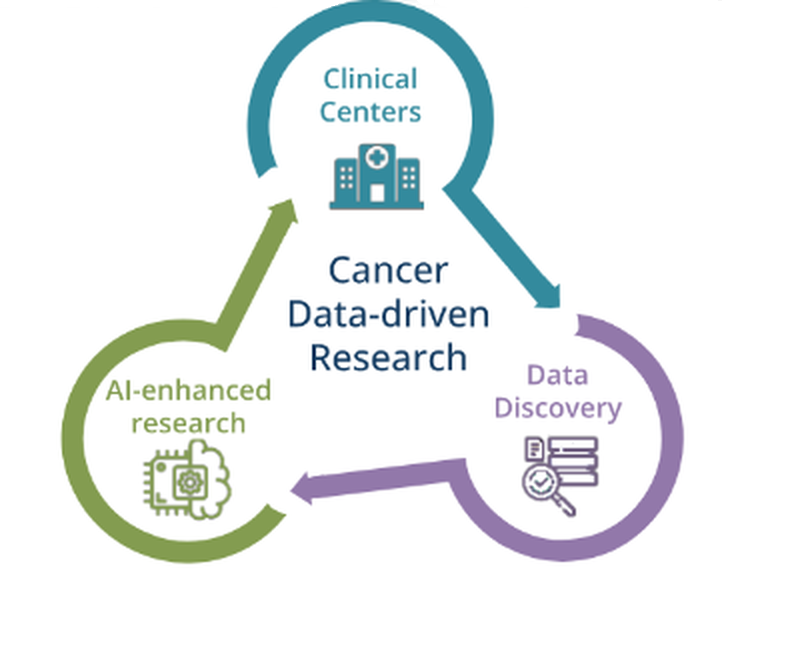 Clinical
Centers
Cancer
Data-driven
Research
AI-enhanced
research
Data
Discovery